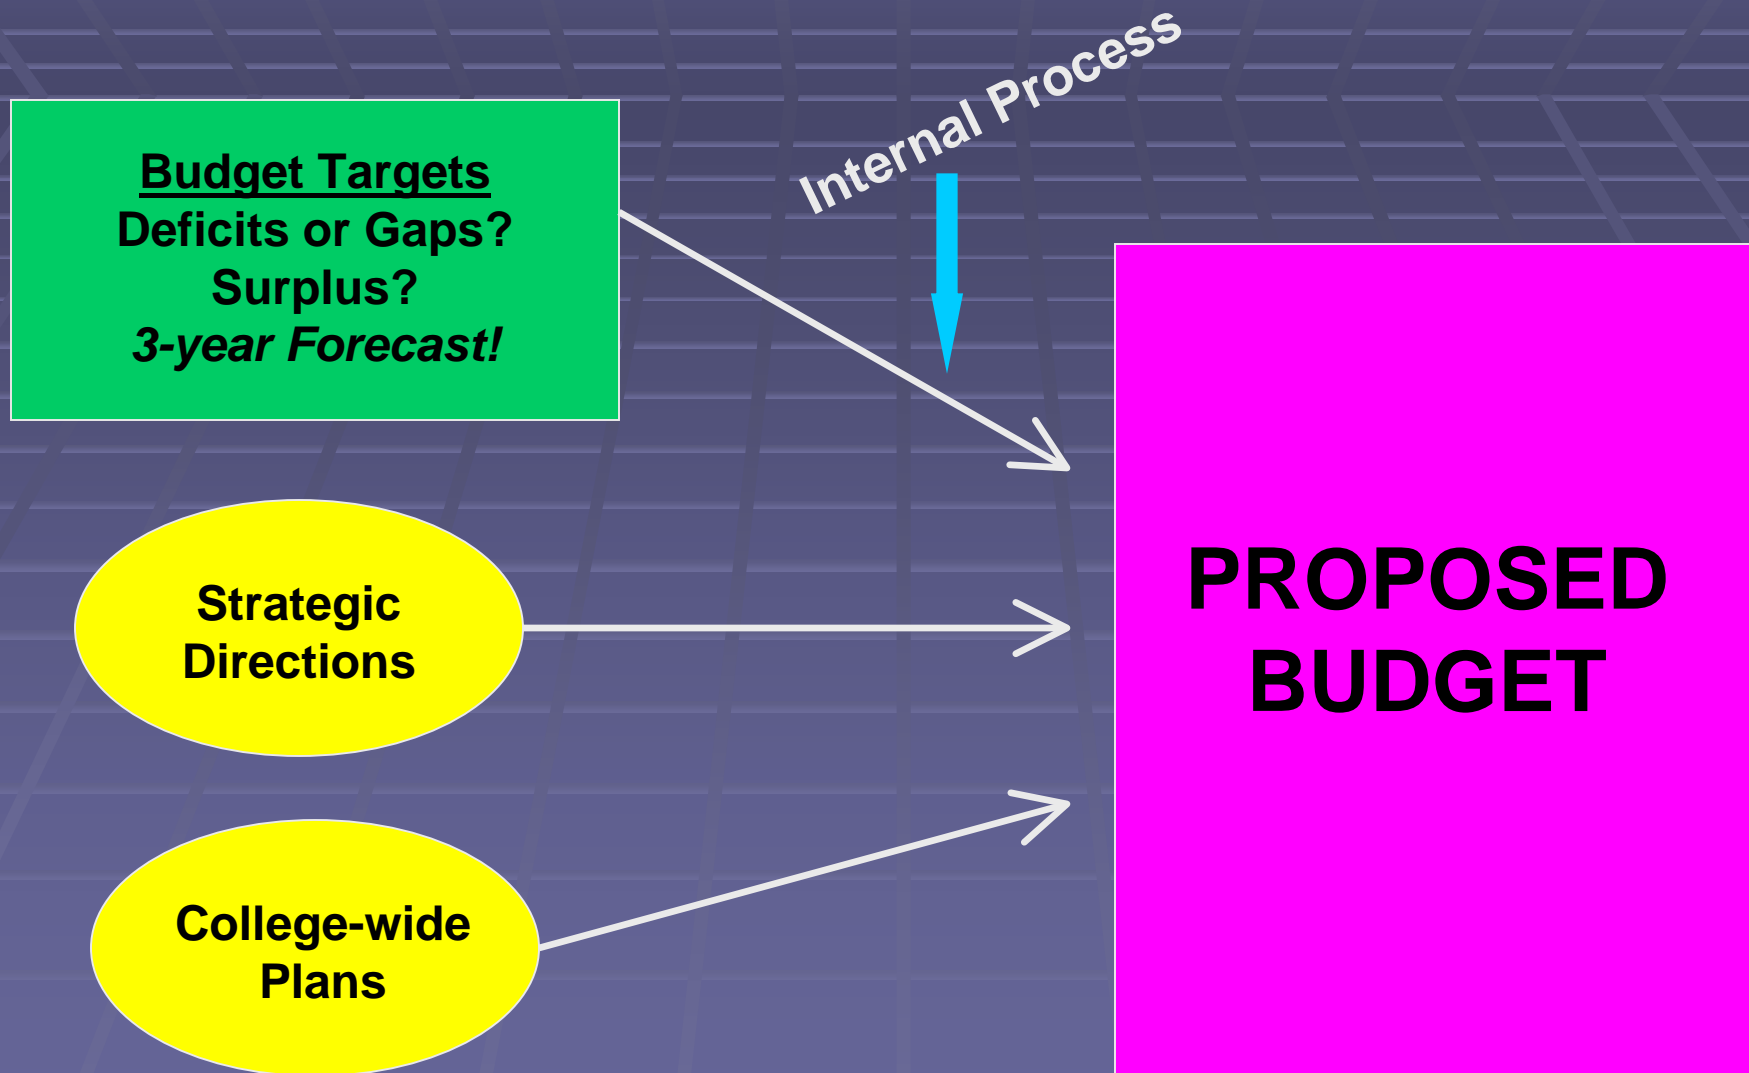 Internal Process
Budget Targets
Deficits or Gaps?
Surplus?
3-year Forecast!
Strategic
Directions
College-wide
Plans
PROPOSED
BUDGET